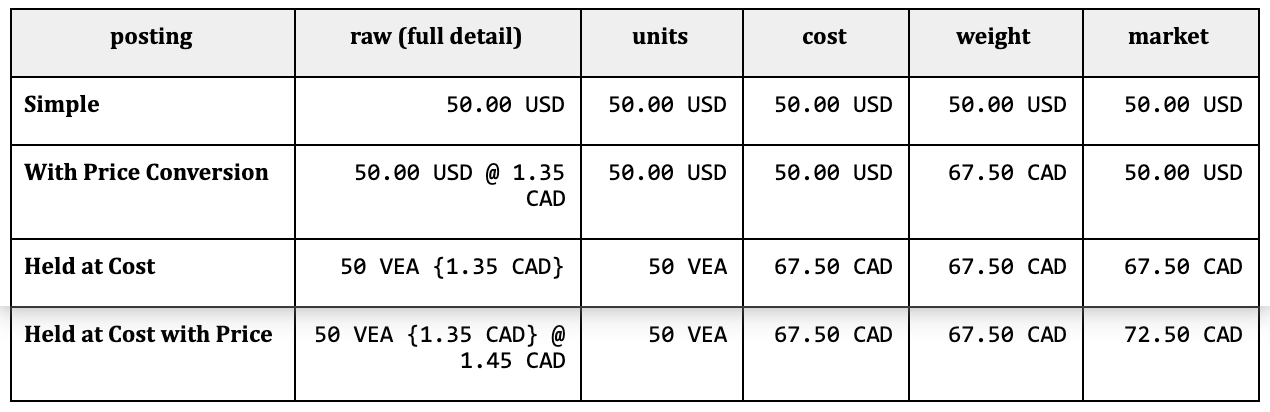 posting raw (full detail) units cost weight market
Simple 50.00 USD 50.00 USD 50.00 USD 50.00 USD 50.00 USD
With Price Conversion 50.00 USD @ 1.35 50.00 USD 50.00 USD 67.50 CAD 50.00 USD
CAD
Held at Cost 50 VEA {1.35 CAD} 50 VEA 67.50 CAD 67.50 CAD 67.50 CAD
Held at Cost with Price 50 VEA {1.35 CAD} @ 50 VEA 67.50 CAD 67.50 CAD 72.50 CAD
1.45 CAD